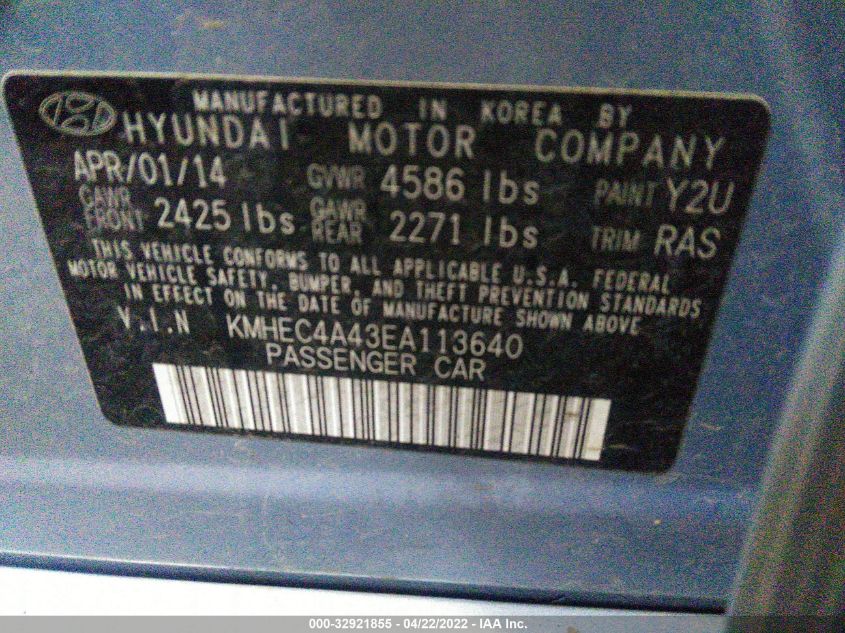 MANUFACTURED IN KOREA BY
HYUNDAI MOTOR COMPANY
APR/01/14 GVWR 4586 lbs PAINT Y2U
GAWR FRONT 2425 lbs GAWR REAR 2271 lbs TRIM RAS
THIS VEHICLE CONFORMS TO ALL APPLICABLE U.S.A. FEDERAL
MOTOR VEHICLE SAFETY, BUMPER, AND THEFT PREVENTION STANDARDS
IN EFFECT ON THE DATE OF MANUFACTURE SHOWN ABOVE
V.I.N KMHEC4A43EA113640
PASSENGER CAR
000-32921855 - 04/22/2022 - IAA Inc.